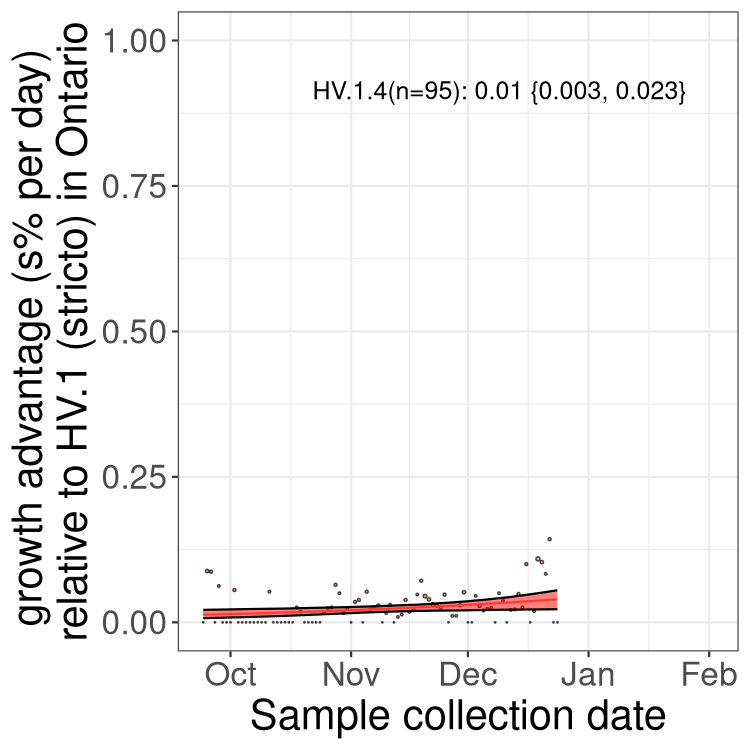 growth advantage (s% per day)
relative to HV.1 (stricto) in Ontario
1.00
0.75
0.50
0.25
0.00
HV.1.4(n=95): 0.01 {0.003, 0.023}
Oct Nov Dec Jan Feb
Sample collection date